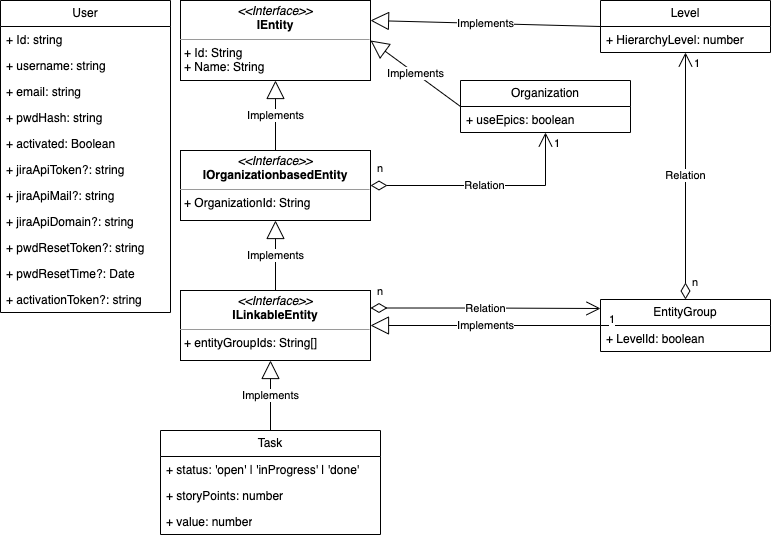 User
+ Id: string
+ username: string
+ email: string
+ pwdHash: string
+ activated: Boolean
+ jiraApiToken?: string
+ jiraApiMail?: string
+ jiraApiDomain?: string
+ pwdResetToken?: string
+ pwdResetTime?: Date
+ activationToken?: string
<<Interface>>
IEntity
+ Id: String
+ Name: String
Implements
Level
+ HierarchyLevel: number
Implements
Organization
+ useEpics: boolean
1
1
Implements
<<Interface>>
IOrganizationbasedEntity
+ OrganizationId: String
n
Relation
Relation
Implements
<<Interface>>
ILinkableEntity
+ entityGroupIds: String[]
n
Relation
Implements
1
n
EntityGroup
+ LevelId: boolean
Implements
Task
+ status: 'open' | 'inProgress' | 'done'
+ storyPoints: number
+ value: number